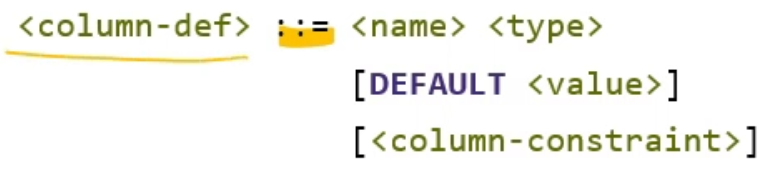 <column-def> ::= <name> <type>
[DEFAULT <value>]
[<column-constraint>]